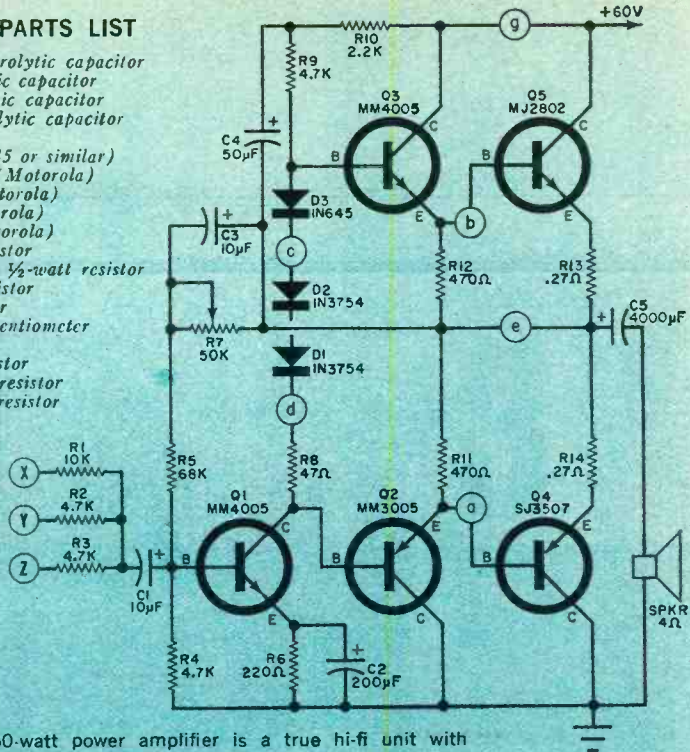 PARTS LIST
rolytic capacitor
ic capacitor
ic capacitor
lytic capacitor
5 or similar)
Motorola)
torola)
rola)
orola)
stor
½-watt resistor
istor
r
entiometer
stor
resistor
resistor
+60V
g
R10
2.2K
R9
4.7K
Q3
MM4005
C
B
E
Q5
MJ2802
C
B
E
C4
50µF
+
D3
IN645
b
C3
10µF
+
c
D2
IN3754
R12
470Ω
R13
.27Ω
R7
50K
e
+
C5
4000µF
D1
IN3754
d
R1
10K
X
R5
68K
R8
47Ω
R11
470Ω
R14
.27Ω
R2
4.7K
Y
Q1
MM4005
C
B
E
Q2
MM3005
E
B
C
a
Q4
SJ3507
E
B
C
R3
4.7K
Z
+
C1
10µF
SPKR
4Ω
R4
4.7K
R6
220Ω
+
C2
200µF
60-watt power amplifier is a true hi-fi unit with